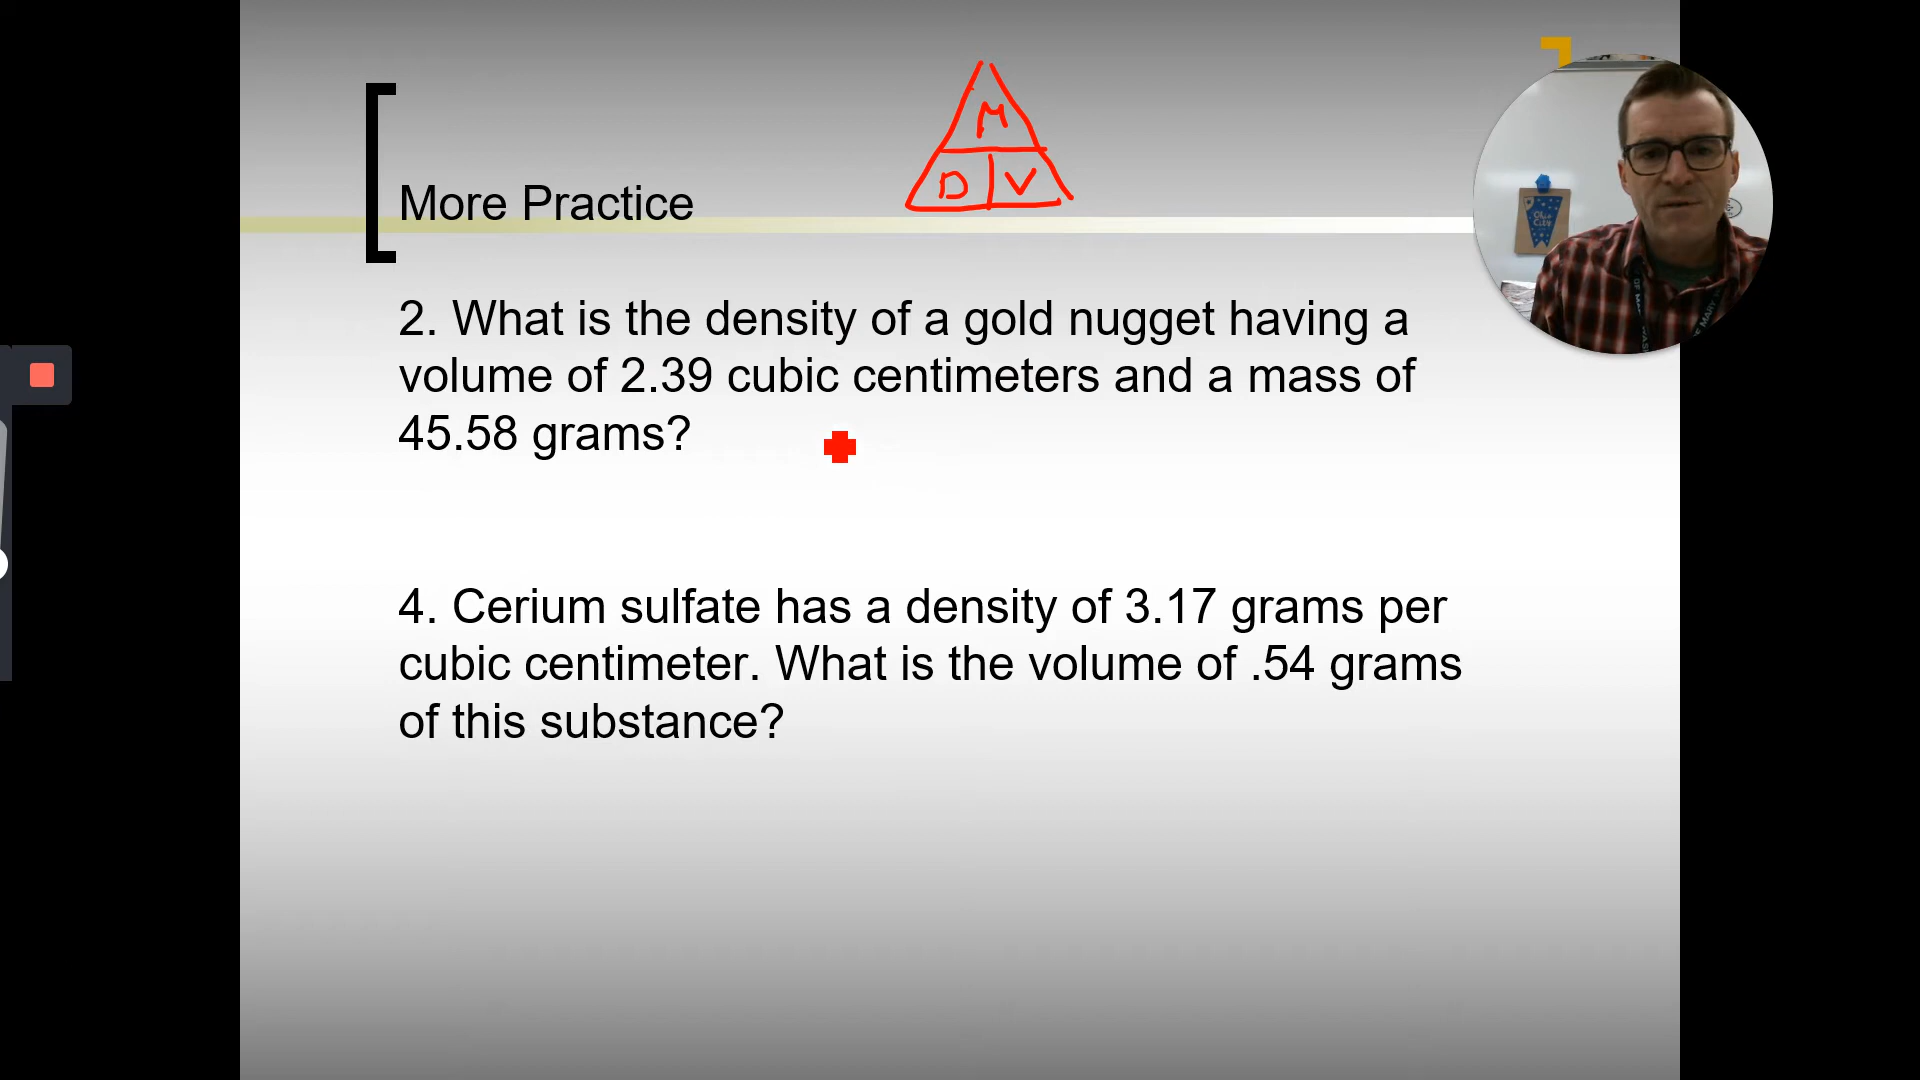 M
D V
More Practice
2. What is the density of a gold nugget having a
volume of 2.39 cubic centimeters and a mass of
45.58 grams?
4. Cerium sulfate has a density of 3.17 grams per
cubic centimeter. What is the volume of .54 grams
of this substance?